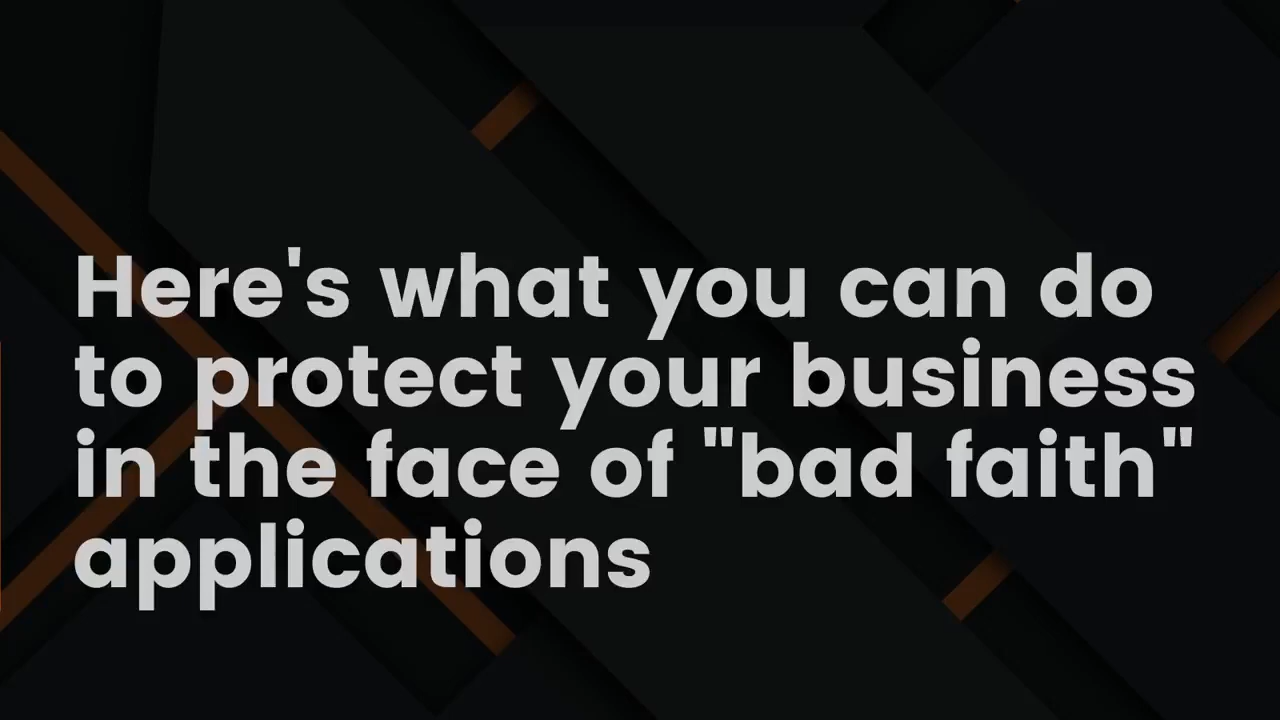 Here's what you can do
to protect your business
in the face of "bad faith"
applications